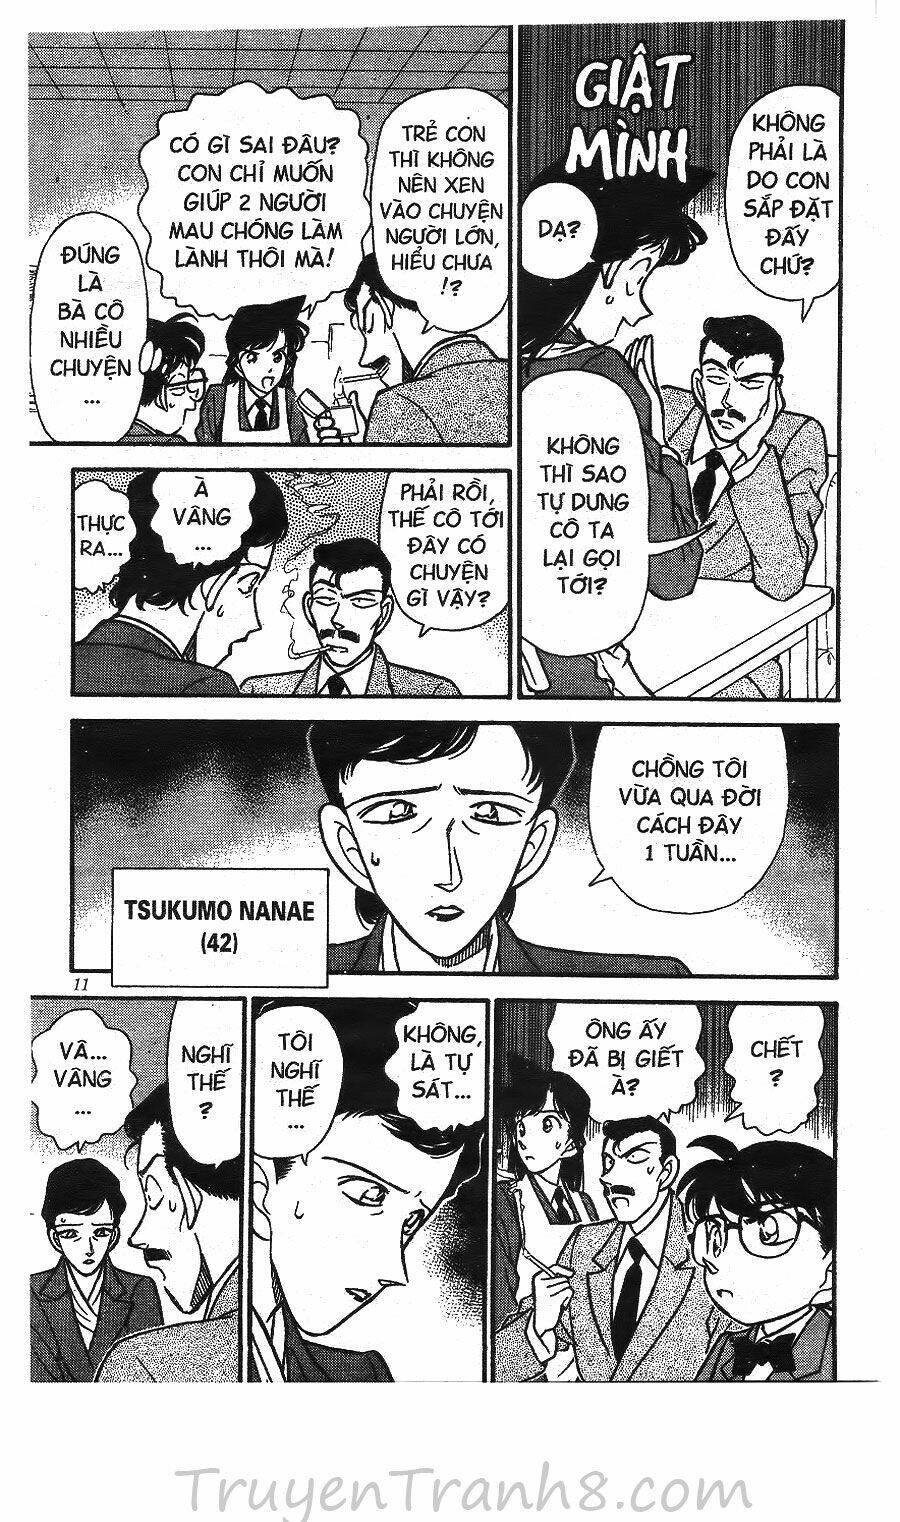 KHÔNG
PHẢI LÀ
DO CON
SẮP ĐẶT
ĐẤY
CHỨ?
GIẬT
MÌNH
DẠ?
KHÔNG
THÌ SAO
TỰ DUNG
CÔ TA
LẠI GỌI
TỚI?
TRẺ CON
THÌ KHÔNG
NÊN XEN
VÀO CHUYỆN
NGƯỜI LỚN,
HIỂU CHƯA
!?
CÓ GÌ SAI ĐÂU?
CON CHỈ MUỐN
GIÚP 2 NGƯỜI
MAU CHÓNG LÀM
LÀNH THÔI MÀ!
ĐÚNG
LÀ
BÀ CÔ
NHIỀU
CHUYỆN
...
PHẢI RỒI,
THẾ CÔ TỚI
ĐÂY CÓ
CHUYỆN
GÌ VẬY?
À
VÂNG
...
THỰC
RA...
CHỒNG TÔI
VỪA QUA ĐỜI
CÁCH ĐÂY
1 TUẦN...
TSUKUMO NANAE
(42)
11
CHẾT
?
ÔNG ẤY
ĐÃ BỊ GIẾT
À?
KHÔNG,
LÀ TỰ
SÁT...
TÔI
NGHĨ
THẾ
...
NGHĨ
THẾ
?
VÂ...
VÂNG
...
TruyenTranh8.com